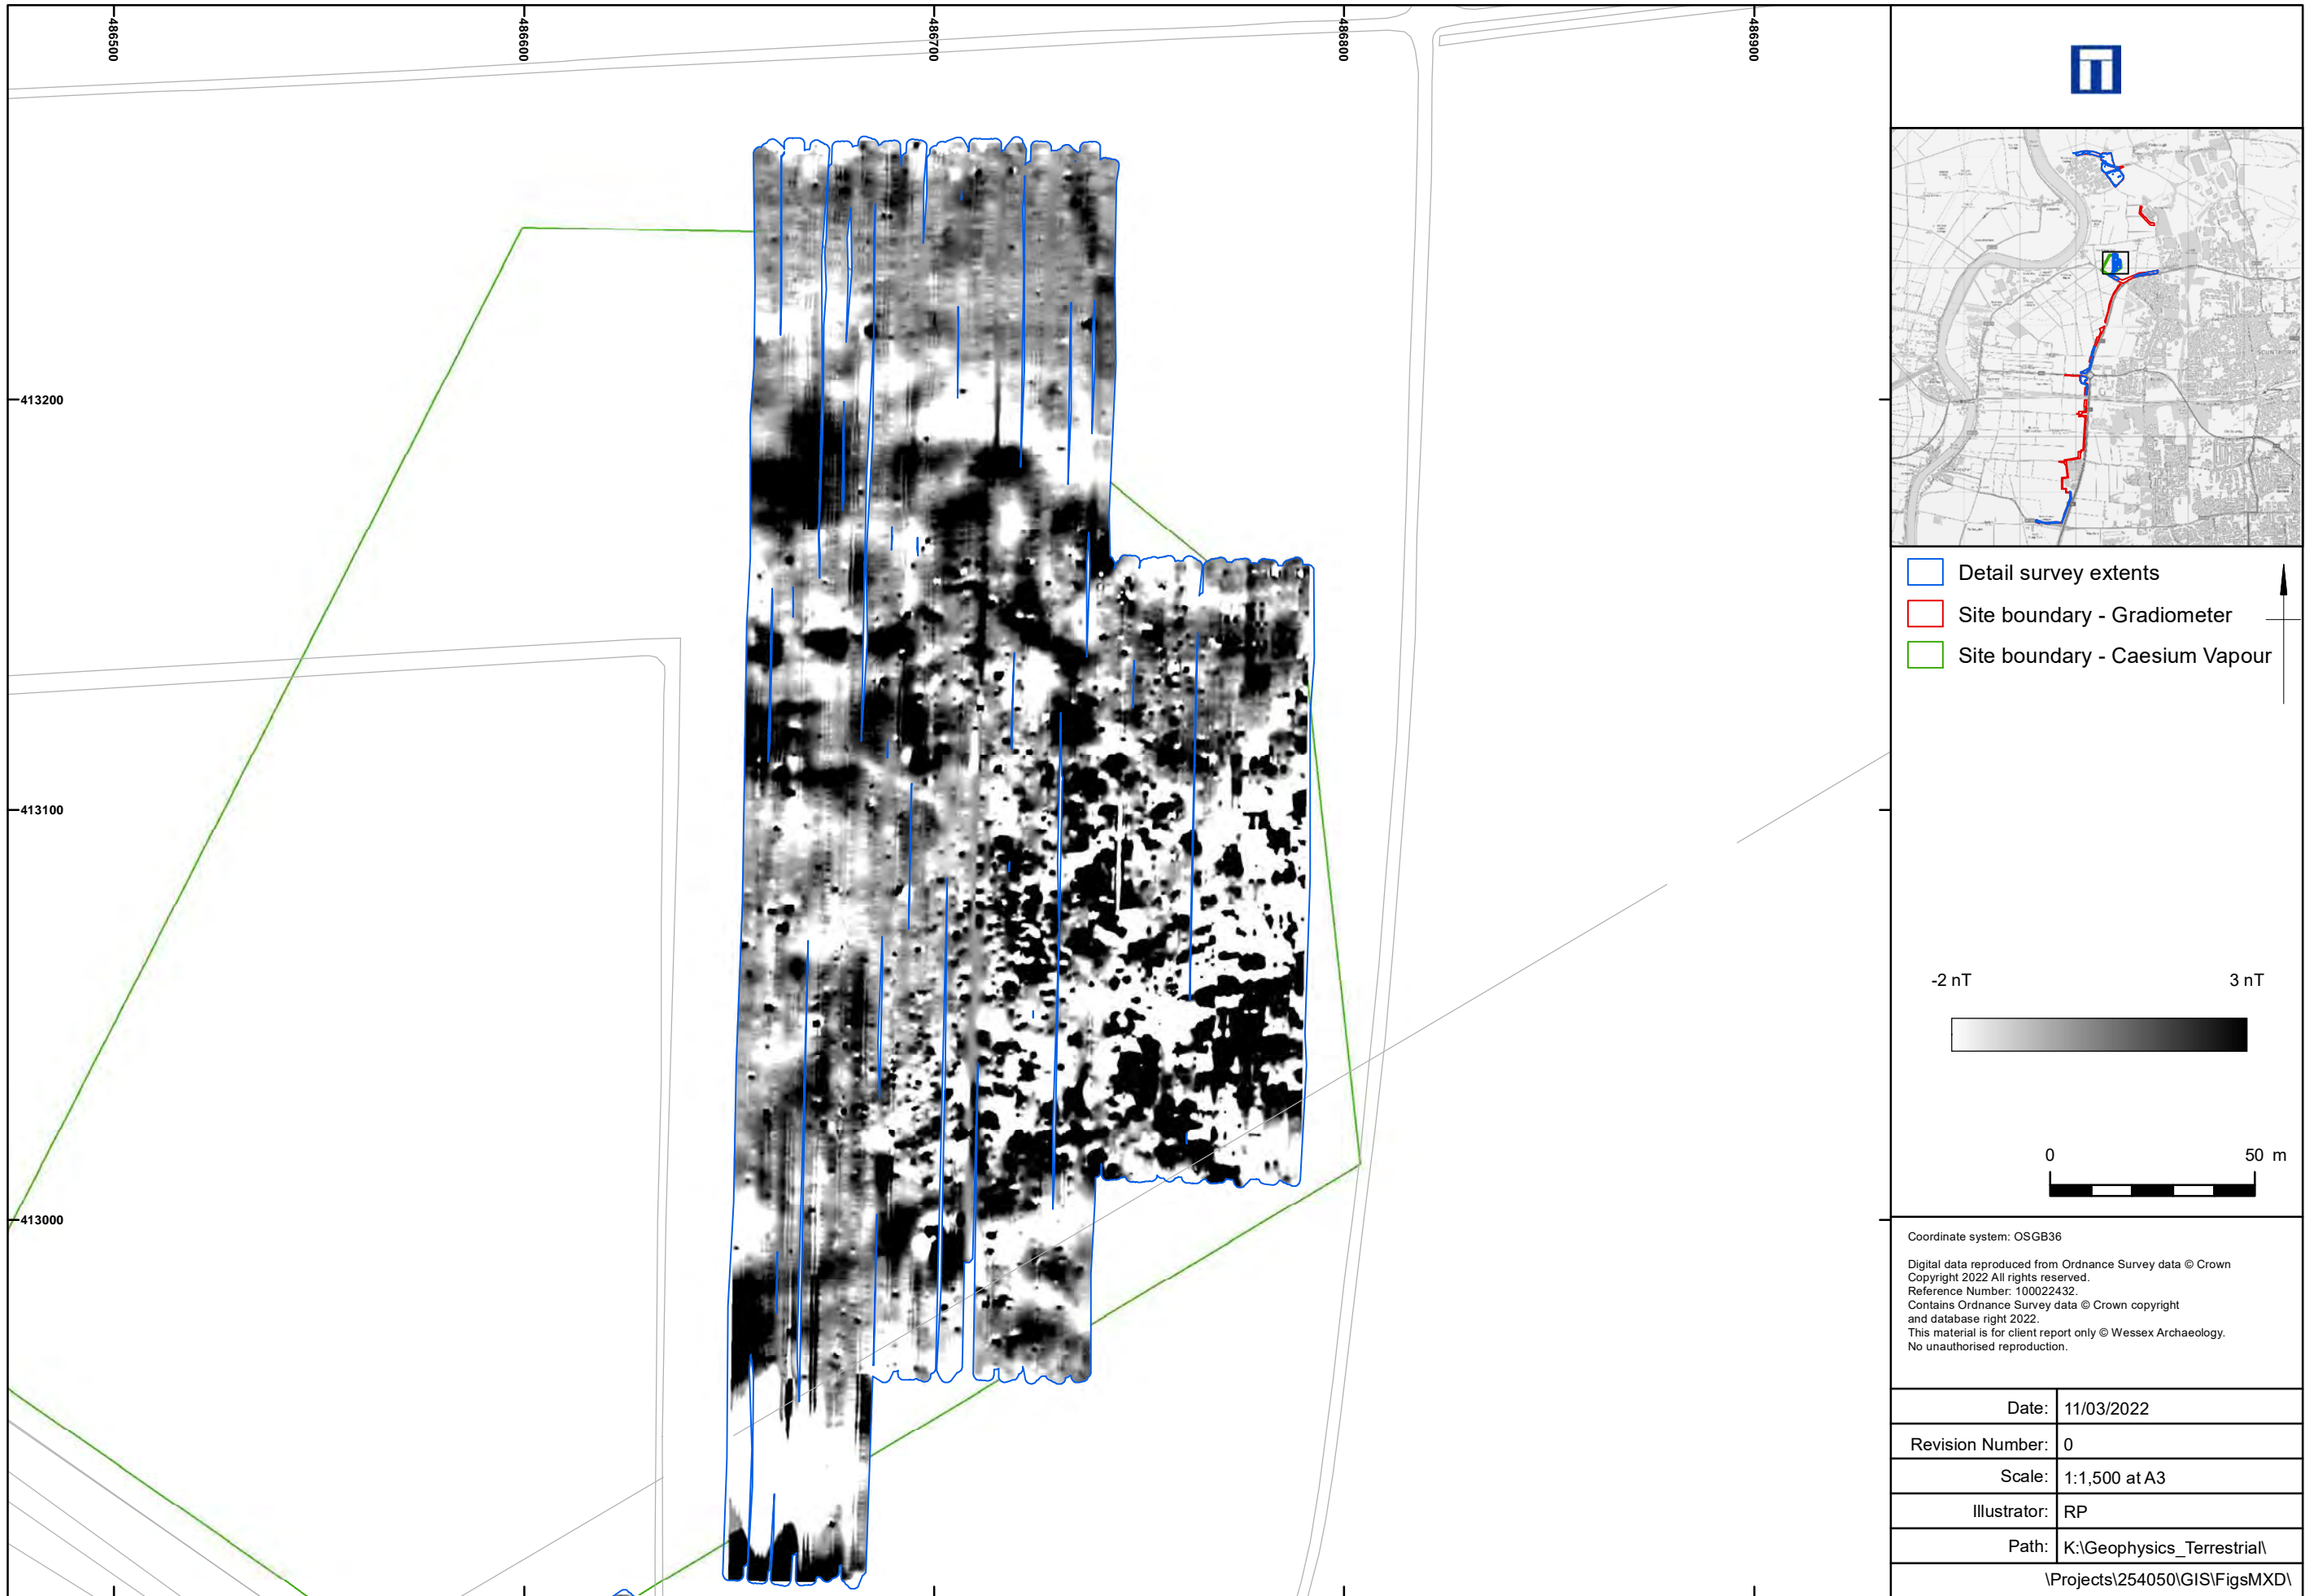 486500
486600
486700
486800
486900
413200
413100
413000
Detail survey extents
Site boundary - Gradiometer
Site boundary - Caesium Vapour
-2 nT
3 nT
0
50 m
Coordinate system: OSGB36
Digital data reproduced from Ordnance Survey data © Crown
Copyright 2022 All rights reserved.
Reference Number: 100022432.
Contains Ordnance Survey data © Crown copyright
and database right 2022.
This material is for client report only © Wessex Archaeology.
No unauthorised reproduction.
Date: 11/03/2022
Revision Number: 0
Scale: 1:1,500 at A3
Illustrator: RP
Path: K:\Geophysics_Terrestrial\
\Projects\254050\GIS\FigsMXD\